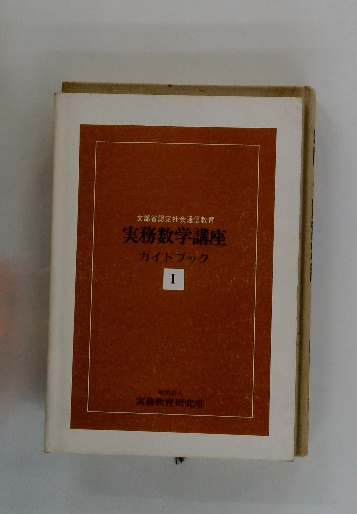 文部省認定社会通信教育
実務数学講座
ガイドブック
I
財団法人
実務教育研究所